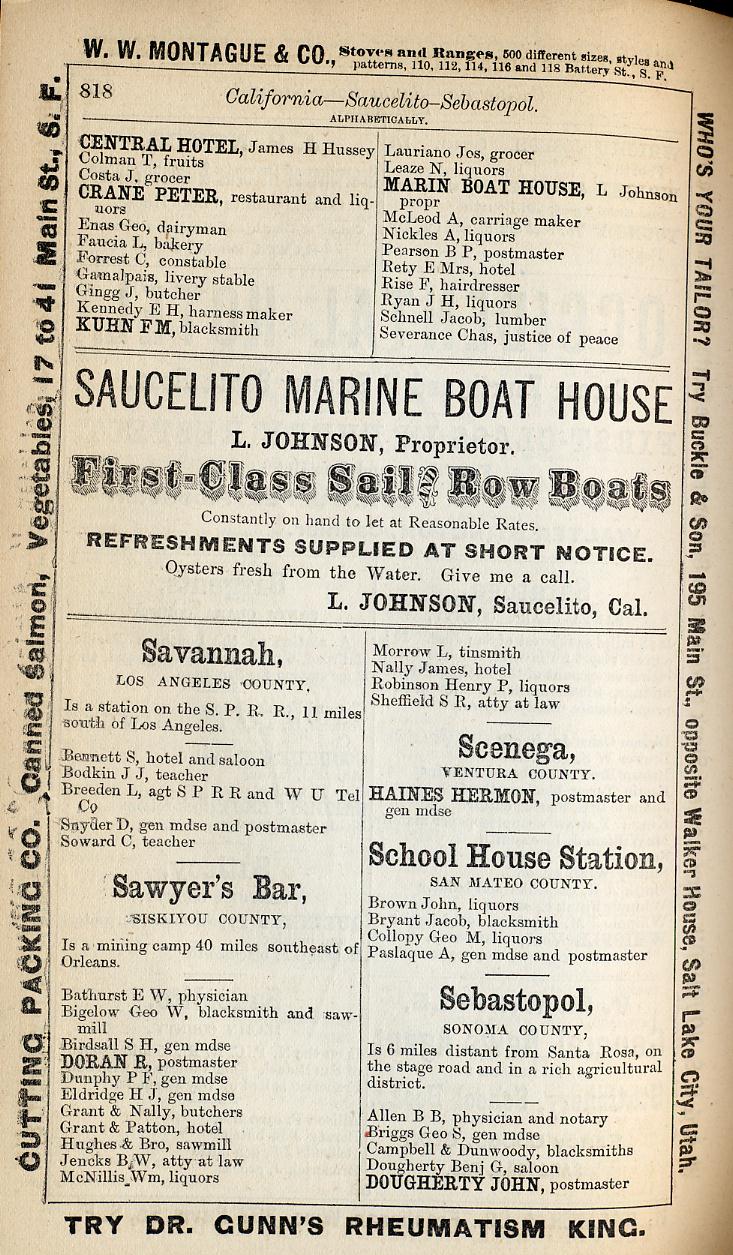 W. W. MONTAGUE & CO., Stoves and Ranges, 500 different sizes, styles and
patterns, 110, 112, 114, 116 and 118 Battery St., S. F.
818
California—Saucelito—Sebastopol.
ALPHABETICALLY.
CENTRAL HOTEL, James H Hussey
Colman T, fruits
Costa J, grocer
CRANE PETER, restaurant and liq-
uors
Enas Geo, dairyman
Faucia L, bakery
Forrest C, constable
Gamalpais, livery stable
Gingg J, butcher
Kennedy E H, harness maker
KUHN F M, blacksmith
Lauriano Jos, grocer
Leaze N, liquors
MARIN BOAT HOUSE, L Johnson
propr
McLeod A, carriage maker
Nickles A, liquors
Pearson B P, postmaster
Rety E Mrs, hotel
Rise F, hairdresser
Ryan J H, liquors
Schnell Jacob, lumber
Severance Chas, justice of peace
SAUCELITO MARINE BOAT HOUSE
L. JOHNSON, Proprietor.
First-Class Sail and Row Boats
Constantly on hand to let at Reasonable Rates.
REFRESHMENTS SUPPLIED AT SHORT NOTICE.
Oysters fresh from the Water. Give me a call.
L. JOHNSON, Saucelito, Cal.
Savannah,
LOS ANGELES COUNTY,
Is a station on the S. P. R. R., 11 miles
south of Los Angeles.
Bennett S, hotel and saloon
Bodkin J J, teacher
Breeden L, agt S P R R and W U Tel
Co
Snyder D, gen mdse and postmaster
Soward C, teacher
Sawyer's Bar,
SISKIYOU COUNTY,
Is a mining camp 40 miles southeast of
Orleans.
Bathurst E W, physician
Bigelow Geo W, blacksmith and saw-
mill
Birdsall S H, gen mdse
DORAN R, postmaster
Dunphy P F, gen mdse
Eldridge H J, gen mdse
Grant & Nally, butchers
Grant & Patton, hotel
Hughes & Bro, sawmill
Jencks B W, atty at law
McNillis Wm, liquors
Morrow L, tinsmith
Nally James, hotel
Robinson Henry P, liquors
Sheffield S R, atty at law
Scenega,
VENTURA COUNTY.
HAINES HERMON, postmaster and
gen mdse
School House Station,
SAN MATEO COUNTY.
Brown John, liquors
Bryant Jacob, blacksmith
Collopy Geo M, liquors
Paslaque A, gen mdse and postmaster
Sebastopol,
SONOMA COUNTY,
Is 6 miles distant from Santa Rosa, on
the stage road and in a rich agricultural
district.
Allen B B, physician and notary
Briggs Geo S, gen mdse
Campbell & Dunwoody, blacksmiths
Dougherty Benj G, saloon
DOUGHERTY JOHN, postmaster
TRY DR. GUNN'S RHEUMATISM KING.
CUTTING PACKING CO. Canned Salmon, Vegetables, 17 to 41 Main St., S. F.
WHO'S YOUR TAILOR? Try Buckle & Son, 195 Main St., opposite Walker House, Salt Lake City, Utah.